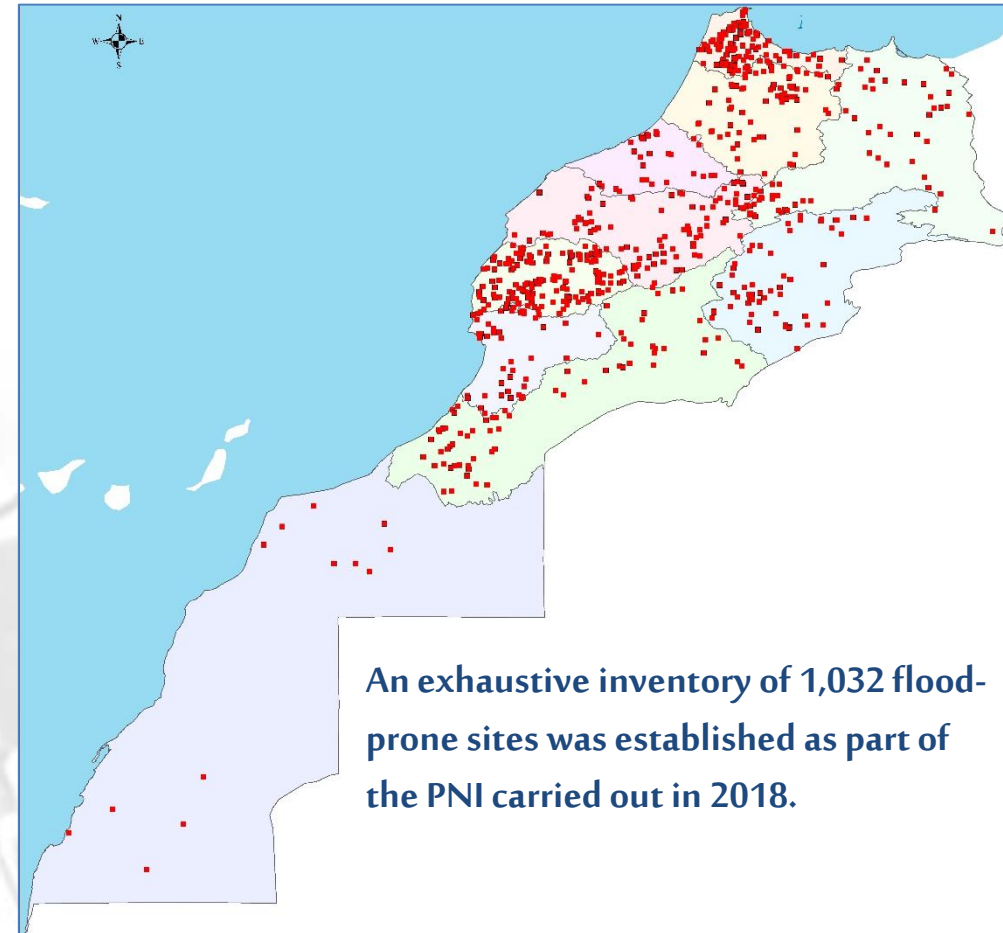 N
W E
S
i
An exhaustive inventory of 1,032 flood-
prone sites was established as part of
the PNI carried out in 2018.